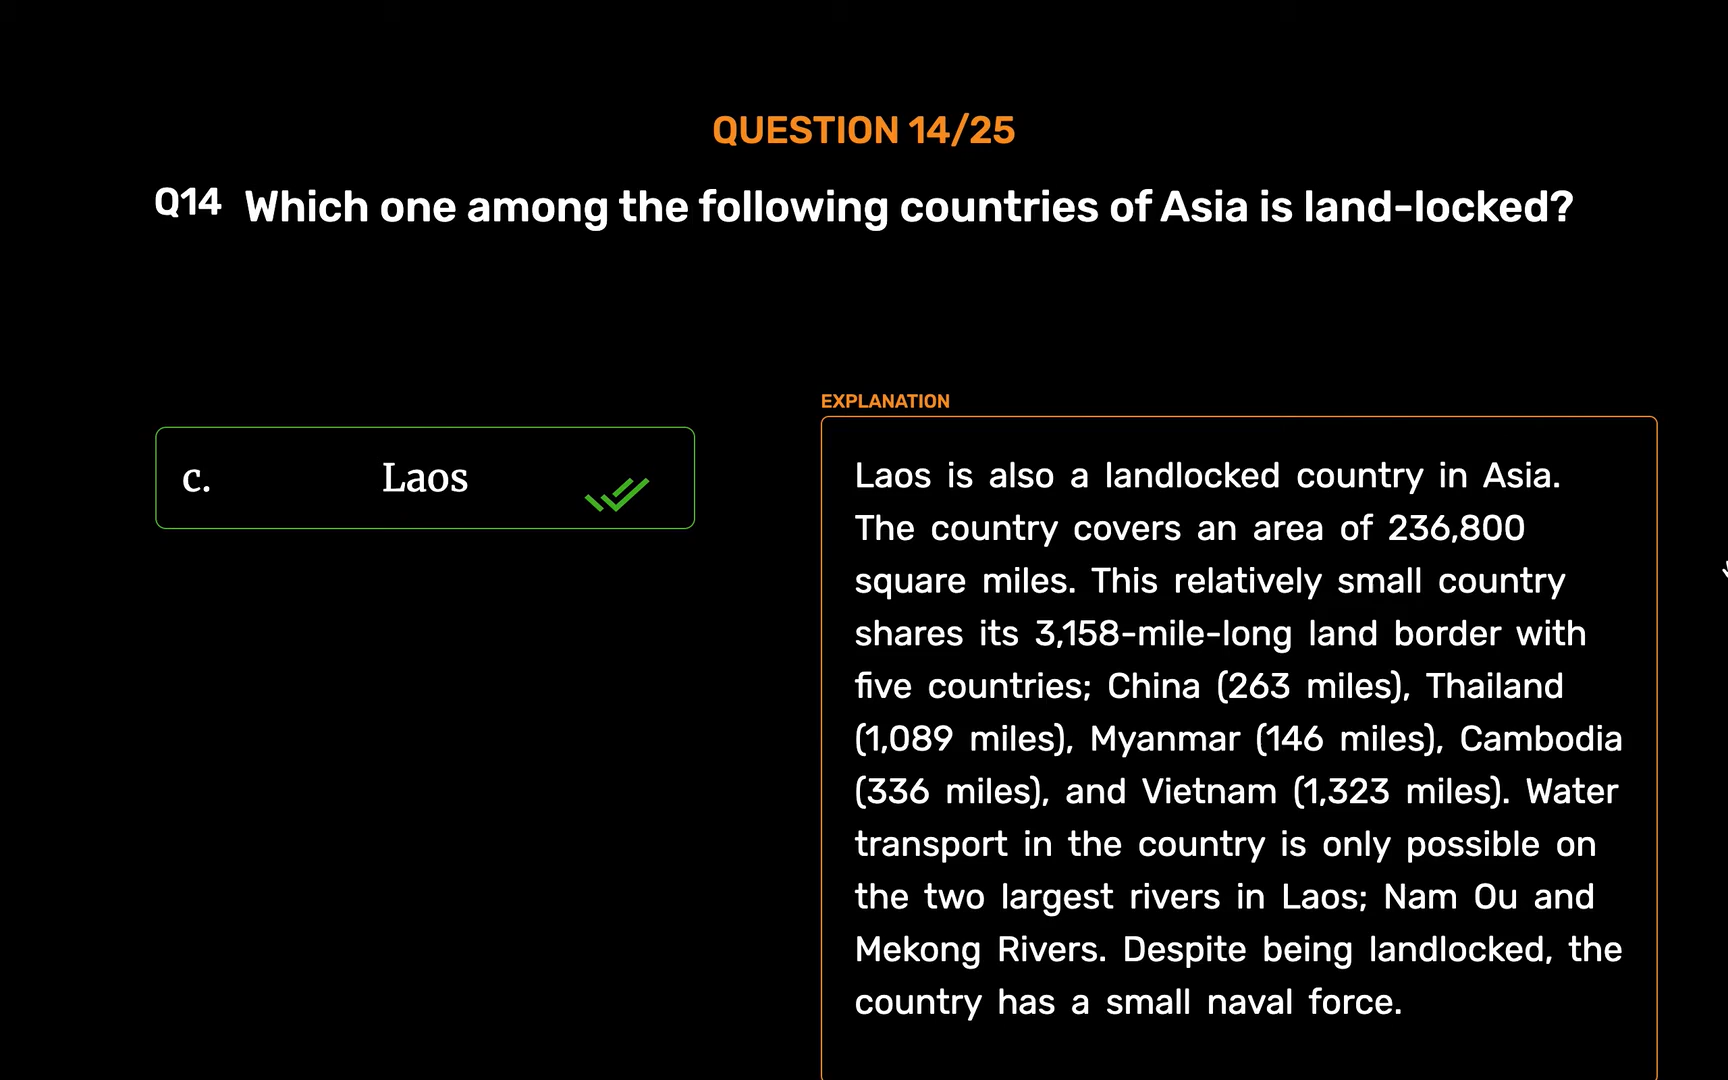 QUESTION 14/25
Q14 Which one among the following countries of Asia is land-locked?
c. Laos
EXPLANATION
Laos is also a landlocked country in Asia.
The country covers an area of 236,800
square miles. This relatively small country
shares its 3,158-mile-long land border with
five countries; China (263 miles), Thailand
(1,089 miles), Myanmar (146 miles), Cambodia
(336 miles), and Vietnam (1,323 miles). Water
transport in the country is only possible on
the two largest rivers in Laos; Nam Ou and
Mekong Rivers. Despite being landlocked, the
country has a small naval force.